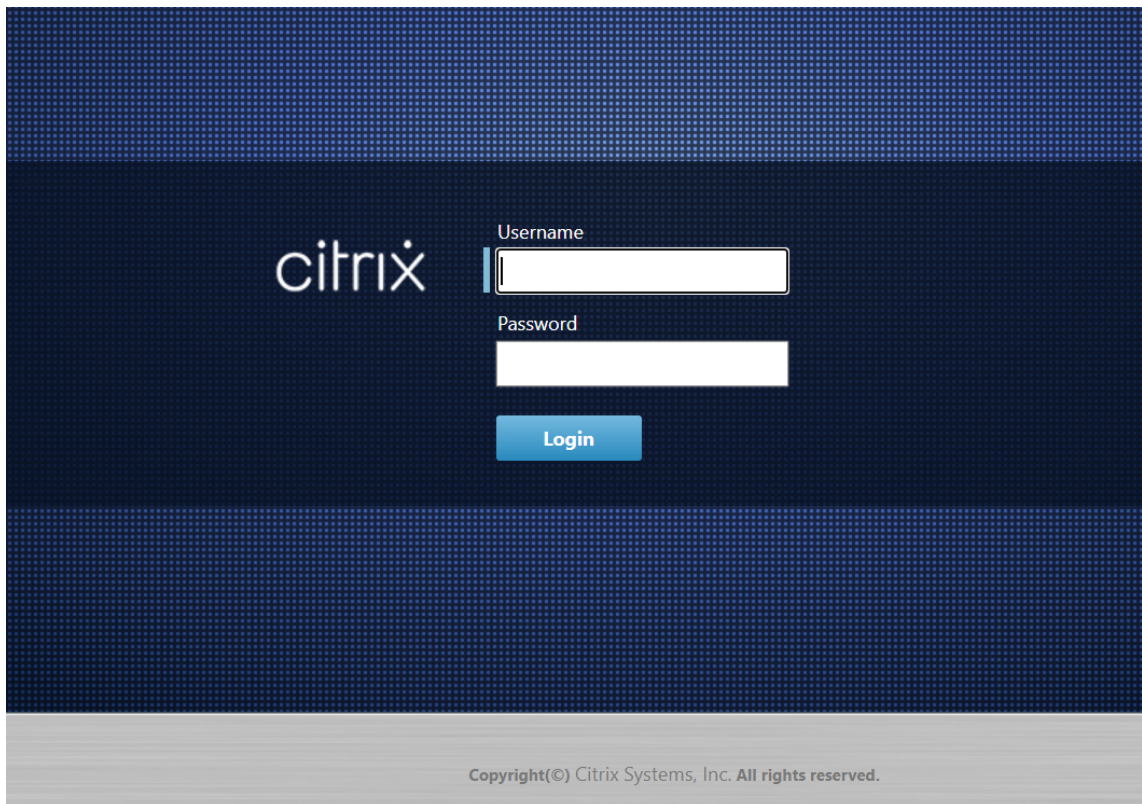 citrix
Username
Password
Login
Copyright(©) Citrix Systems, Inc. All rights reserved.